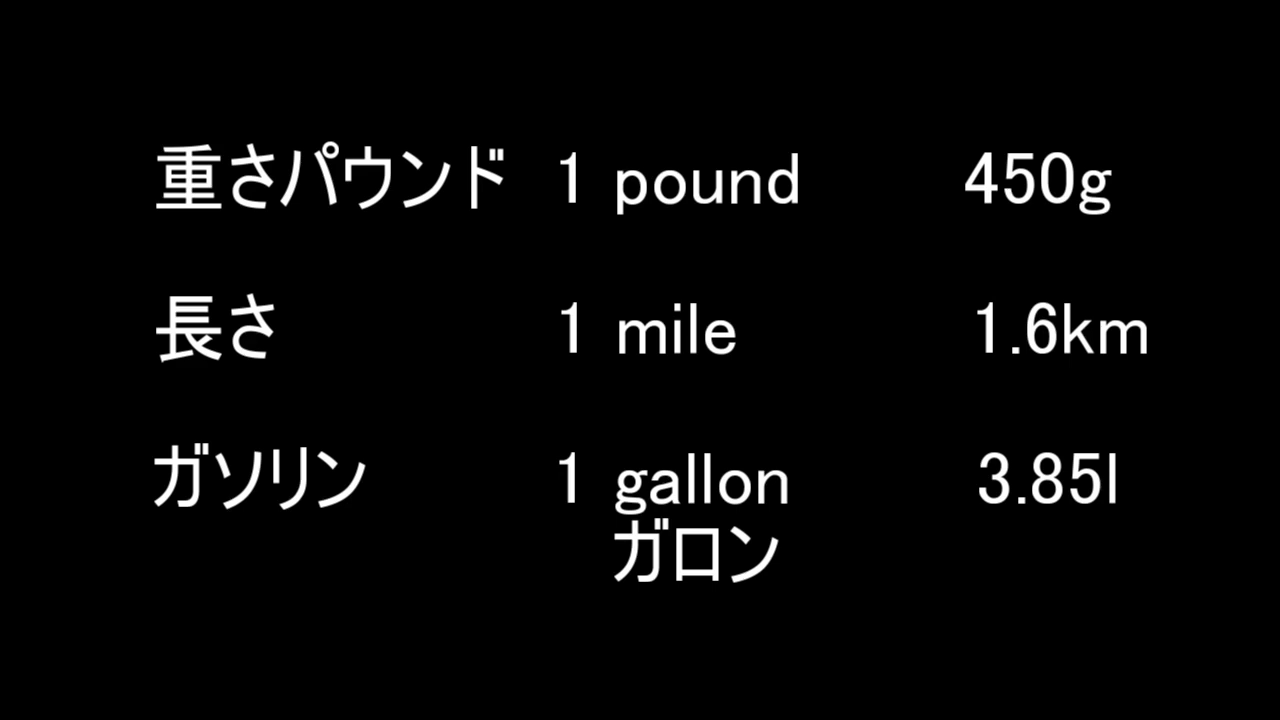 重さパウンド 1 pound 450g
長さ 1 mile 1.6km
ガソリン 1 gallon 3.85l
ガロン